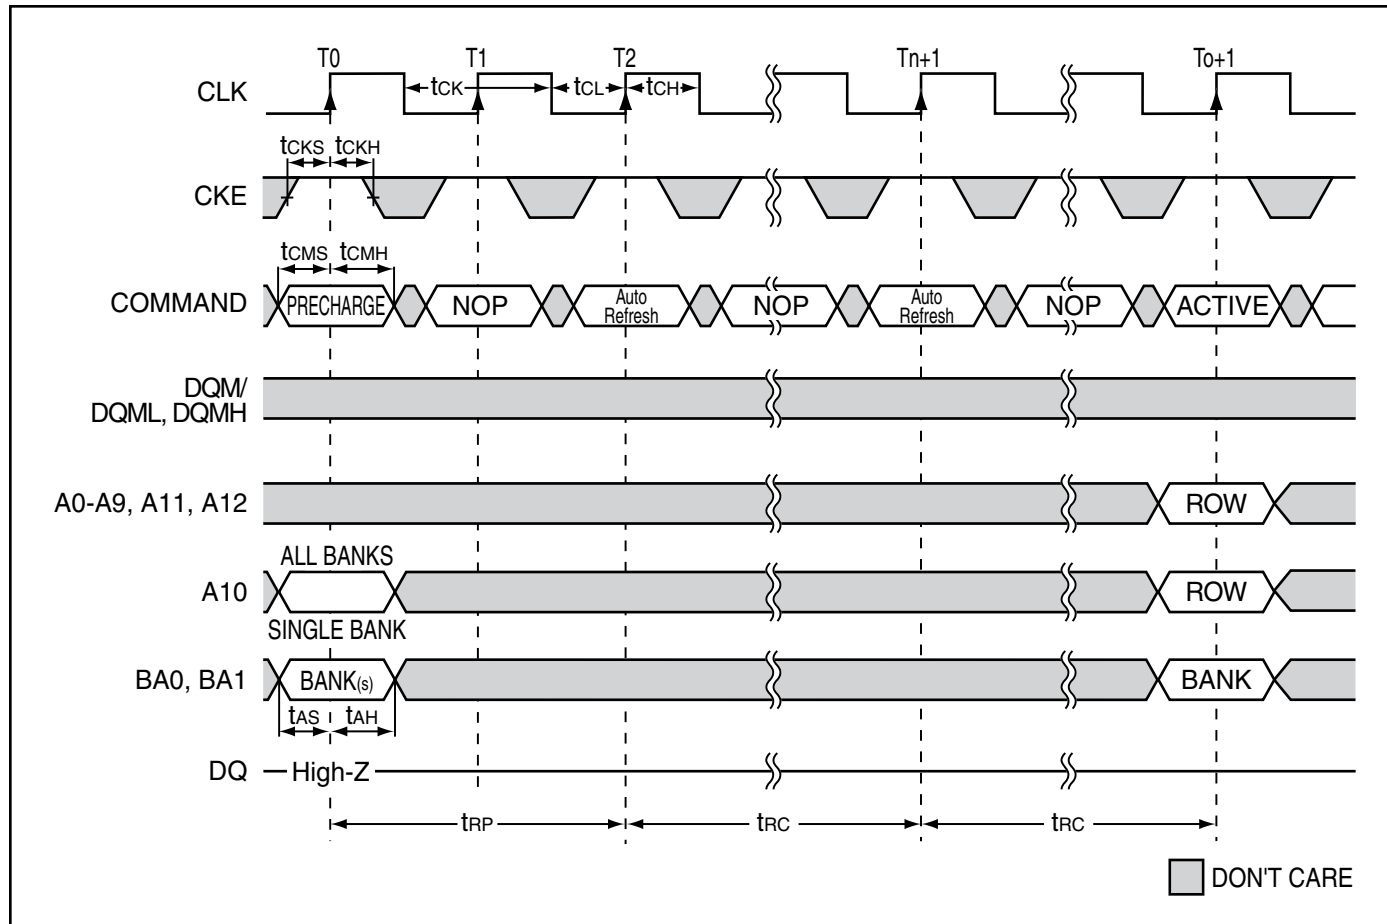 T0 T1 T2 Tn+1 To+1
CLK tCK tCL tCH
tCKS tCKH
CKE
tCMS tCMH
COMMAND PRECHARGE NOP Auto Refresh NOP Auto Refresh NOP ACTIVE
DQM/
DQML, DQMH
A0-A9, A11, A12 ROW
ALL BANKS
A10 ROW
SINGLE BANK
BA0, BA1 BANK(s) BANK
tAS tAH
DQ High-Z
tRP tRC tRC
DON'T CARE